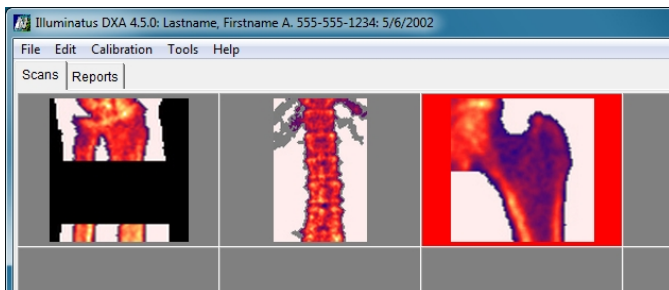 Illuminatus DXA 4.5.0: Lastname, Firstname A. 555-555-1234: 5/6/2002
File Edit Calibration Tools Help
Scans Reports